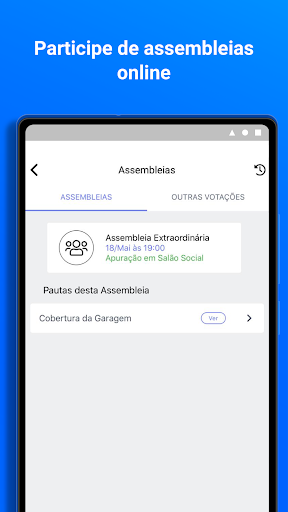 Participe de assembleias
online
Assembleias
ASSEMBLEIAS
OUTRAS VOTAÇÕES
Assembleia Extraordinária
18/Mai às 19:00
Apuração em Salão Social
Pautas desta Assembleia
Cobertura da Garagem
Ver